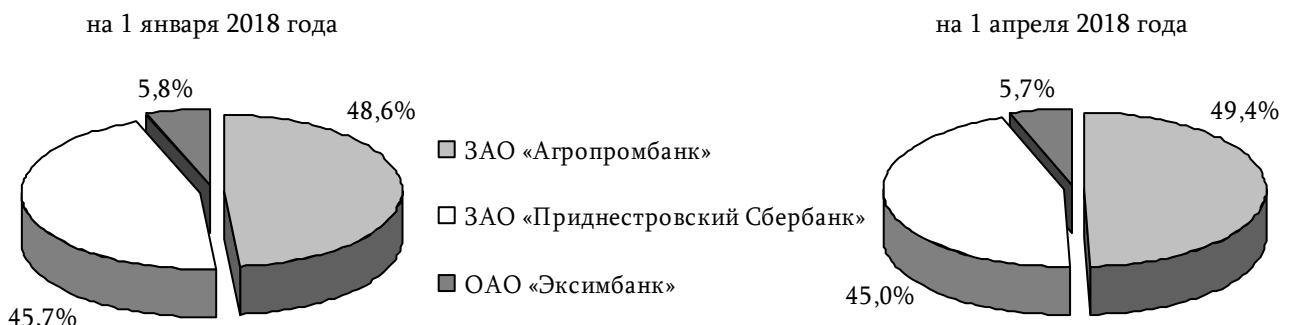 на 1 января 2018 года
на 1 апреля 2018 года
5,8%
48,6%
45,7%
ЗАО «Агропромбанк»
ЗАО «Приднестровский Сбербанк»
ОАО «Эксимбанк»
5,7%
49,4%
45,0%